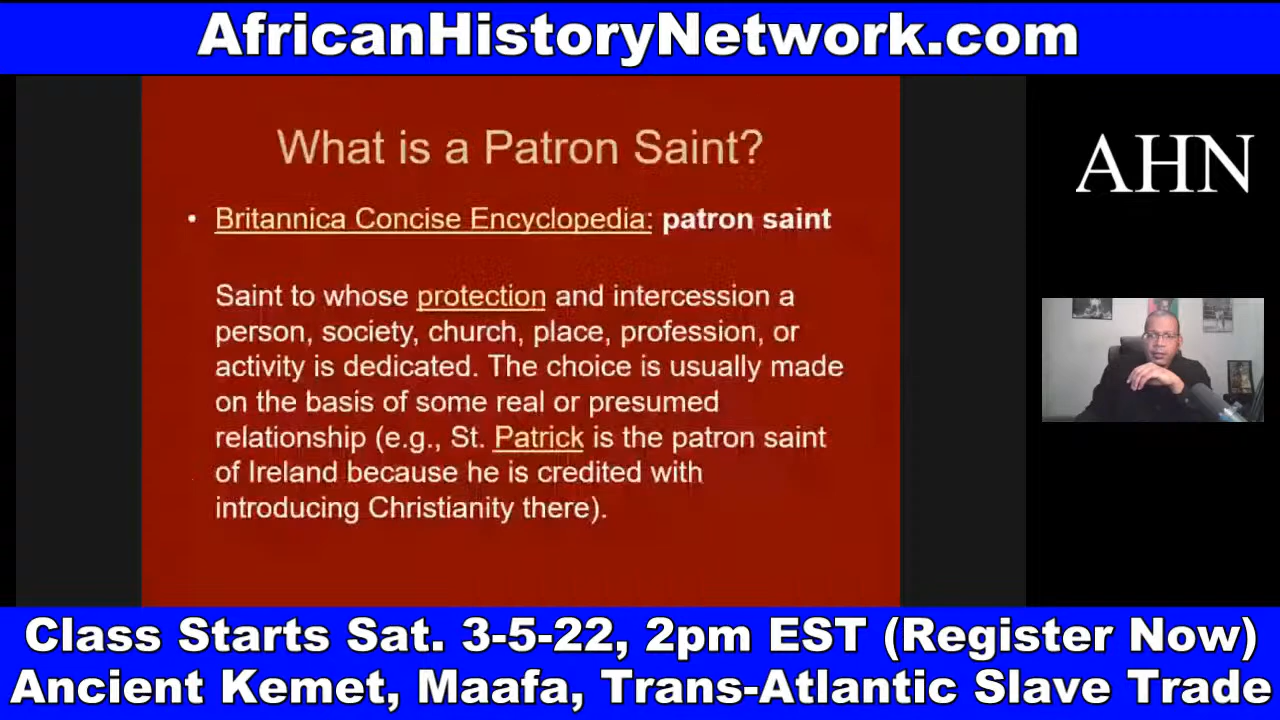 AfricanHistoryNetwork.com
What is a Patron Saint?
• Britannica Concise Encyclopedia: patron saint
Saint to whose protection and intercession a
person, society, church, place, profession, or
activity is dedicated. The choice is usually made
on the basis of some real or presumed
relationship (e.g., St. Patrick is the patron saint
of Ireland because he is credited with
introducing Christianity there).
AHN
Class Starts Sat. 3-5-22, 2pm EST (Register Now)
Ancient Kemet, Maafa, Trans-Atlantic Slave Trade